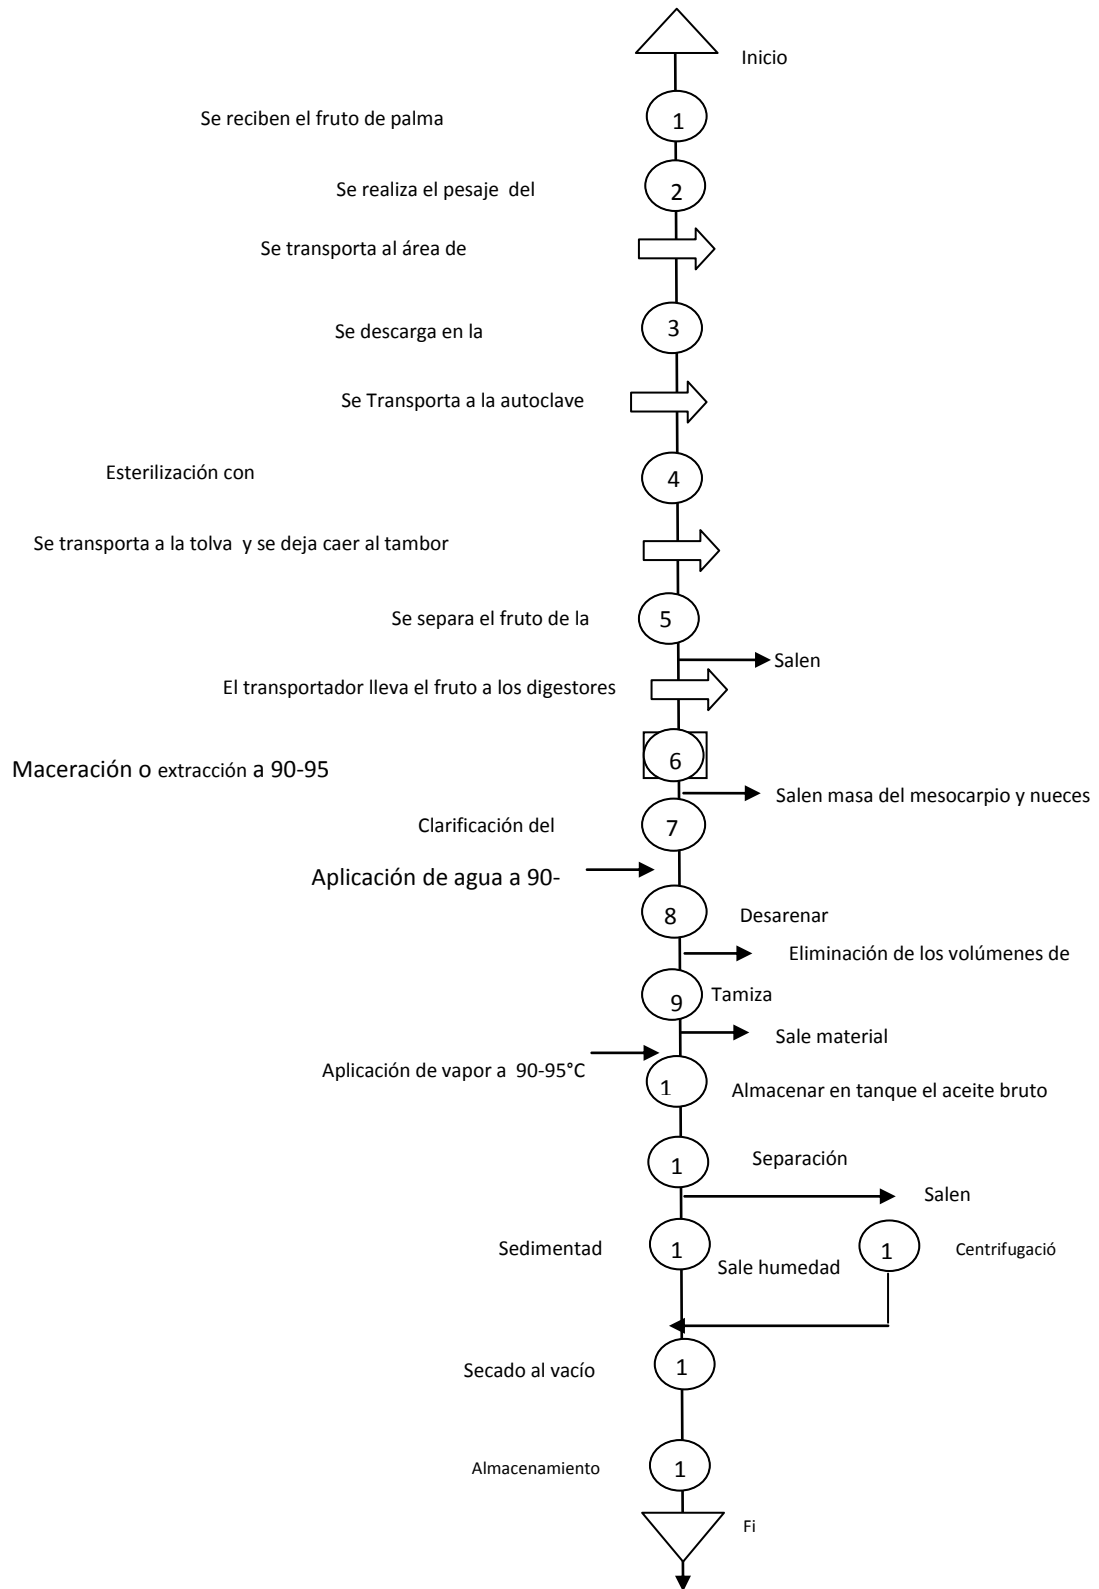 Inicio
Se reciben el fruto de palma
1
Se realiza el pesaje del
2
Se transporta al área de
Se descarga en la
3
Se Transporta a la autoclave
Esterilización con
4
Se transporta a la tolva y se deja caer al tambor
Se separa el fruto de la
5
Salen
El transportador lleva el fruto a los digestores
6
Maceración o extracción a 90-95
Salen masa del mesocarpio y nueces
Clarificación del
7
Aplicación de agua a 90-
8
Desarenar
Eliminación de los volúmenes de
9
Tamiza
Sale material
Aplicación de vapor a 90-95°C
1
Almacenar en tanque el aceite bruto
1
Separación
Salen
Sedimentad
1
Sale humedad
1
Centrifugació
Secado al vacío
1
Almacenamiento
1
Fi